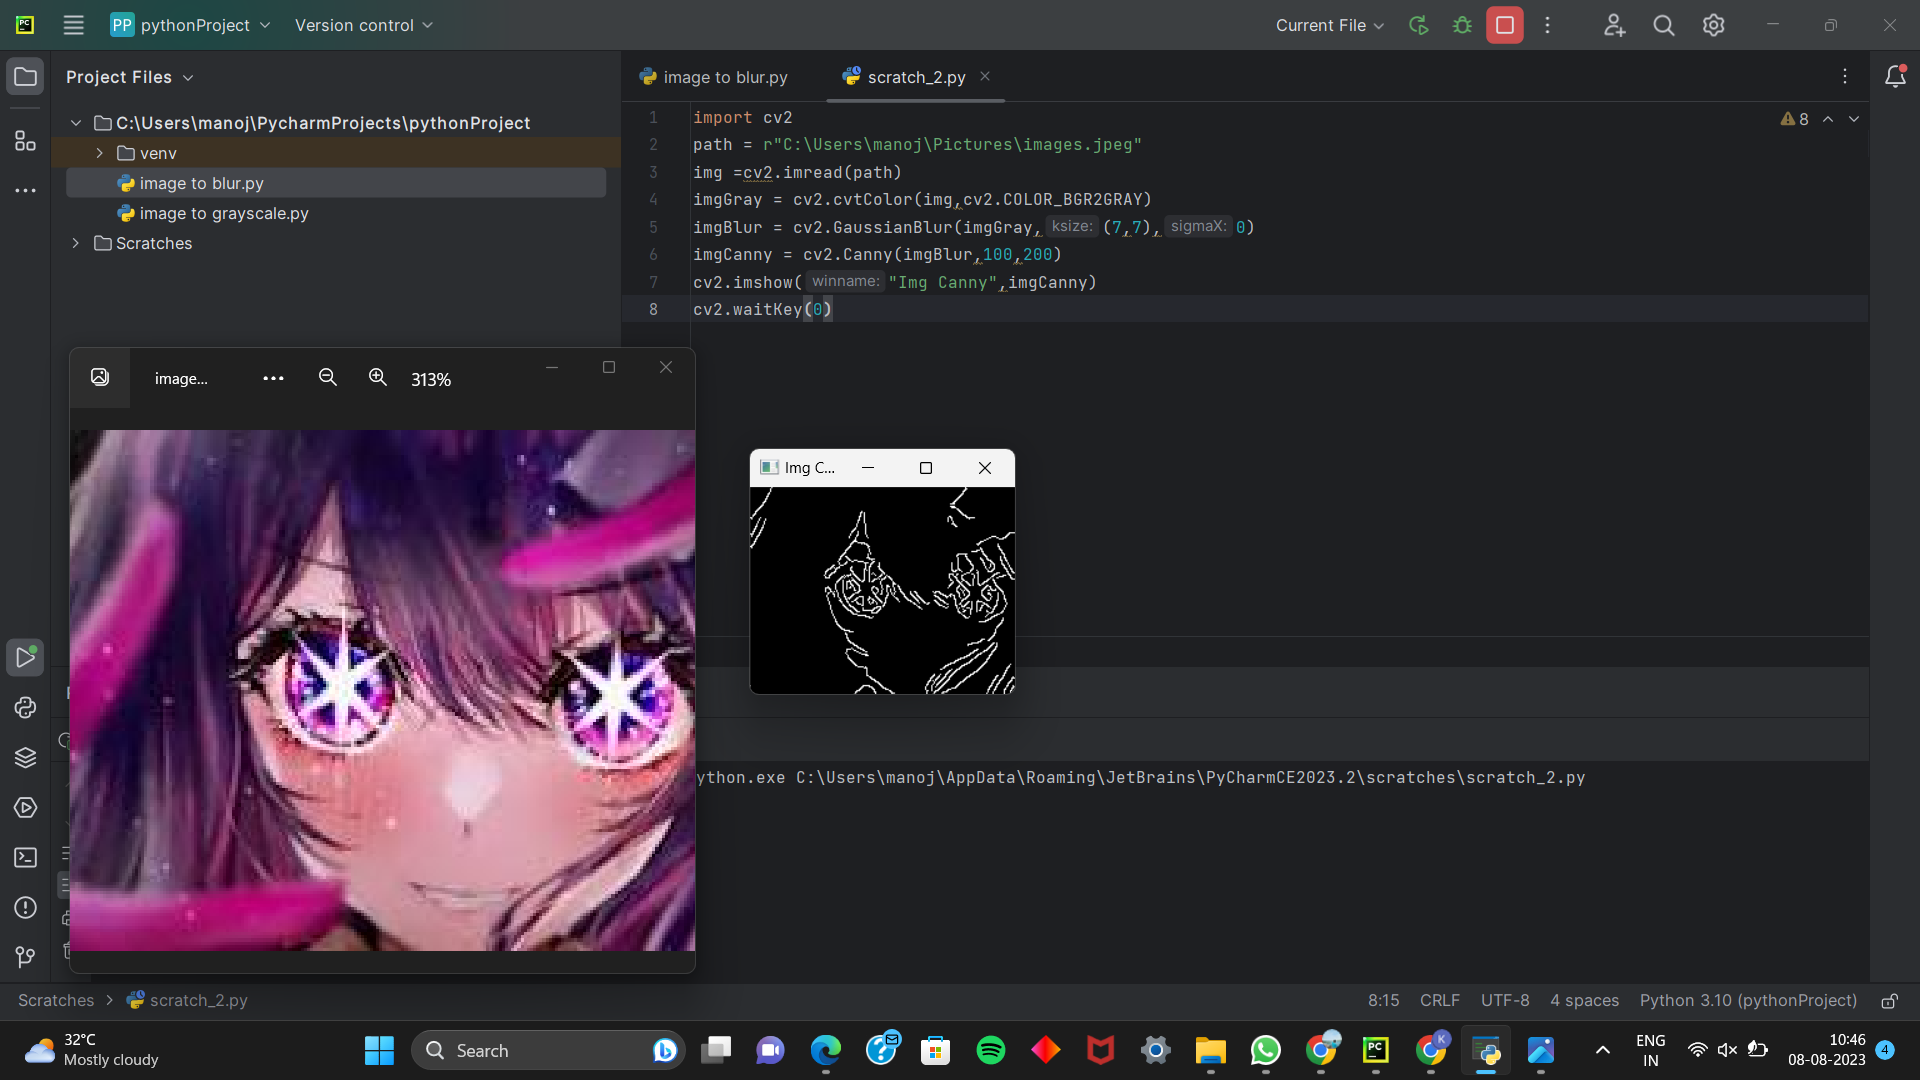 PC
PP pythonProject
Version control
Current File
Project Files
image to blur.py
scratch_2.py
C:\Users\manoj\PycharmProjects\pythonProject
venv
image to blur.py
image to grayscale.py
Scratches
8
1 import cv2
2 path = r"C:\Users\manoj\Pictures\images.jpeg"
3 img =cv2.imread(path)
4 imgGray = cv2.cvtColor(img,cv2.COLOR_BGR2GRAY)
5 imgBlur = cv2.GaussianBlur(imgGray, ksize: (7,7), sigmaX: 0)
6 imgCanny = cv2.Canny(imgBlur,100,200)
7 cv2.imshow( winname: "Img Canny",imgCanny)
8 cv2.waitKey(0)
image...
313%
Img C...
ython.exe C:\Users\manoj\AppData\Roaming\JetBrains\PyCharmCE2023.2\scratches\scratch_2.py
Scratches > scratch_2.py
8:15 CRLF UTF-8 4 spaces Python 3.10 (pythonProject)
32°C
Mostly cloudy
Search
PC
K
ENG
IN
10:46
08-08-2023
4